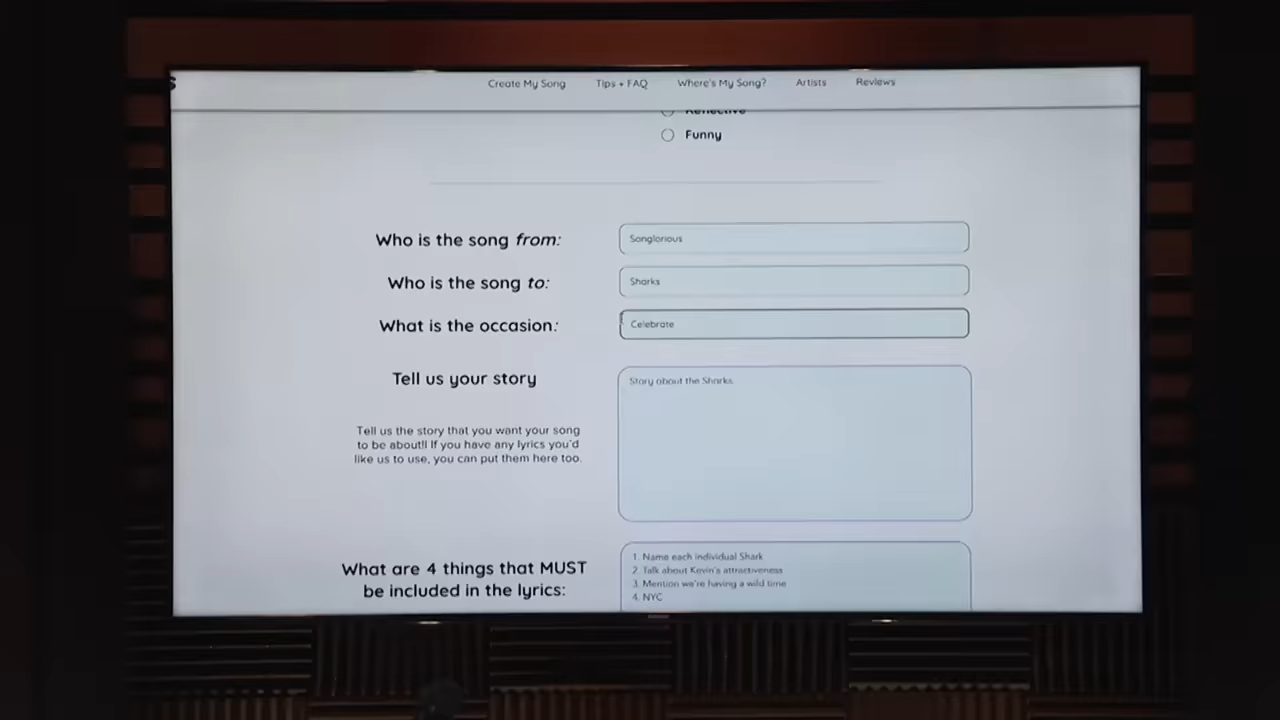 s
Create My Song Tips + FAQ Where's My Song? Artists Reviews
Reflective
Funny
Who is the song from: Songlorious
Who is the song to: Sharks
What is the occasion: Celebrate
Tell us your story Story about the Sharks.
Tell us the story that you want your song
to be about!! If you have any lyrics you'd
like us to use, you can put them here too.
What are 4 things that MUST
be included in the lyrics:
1. Name each individual Shark
2. Talk about Kevin's attractiveness
3. Mention we're having a wild time
4. NYC